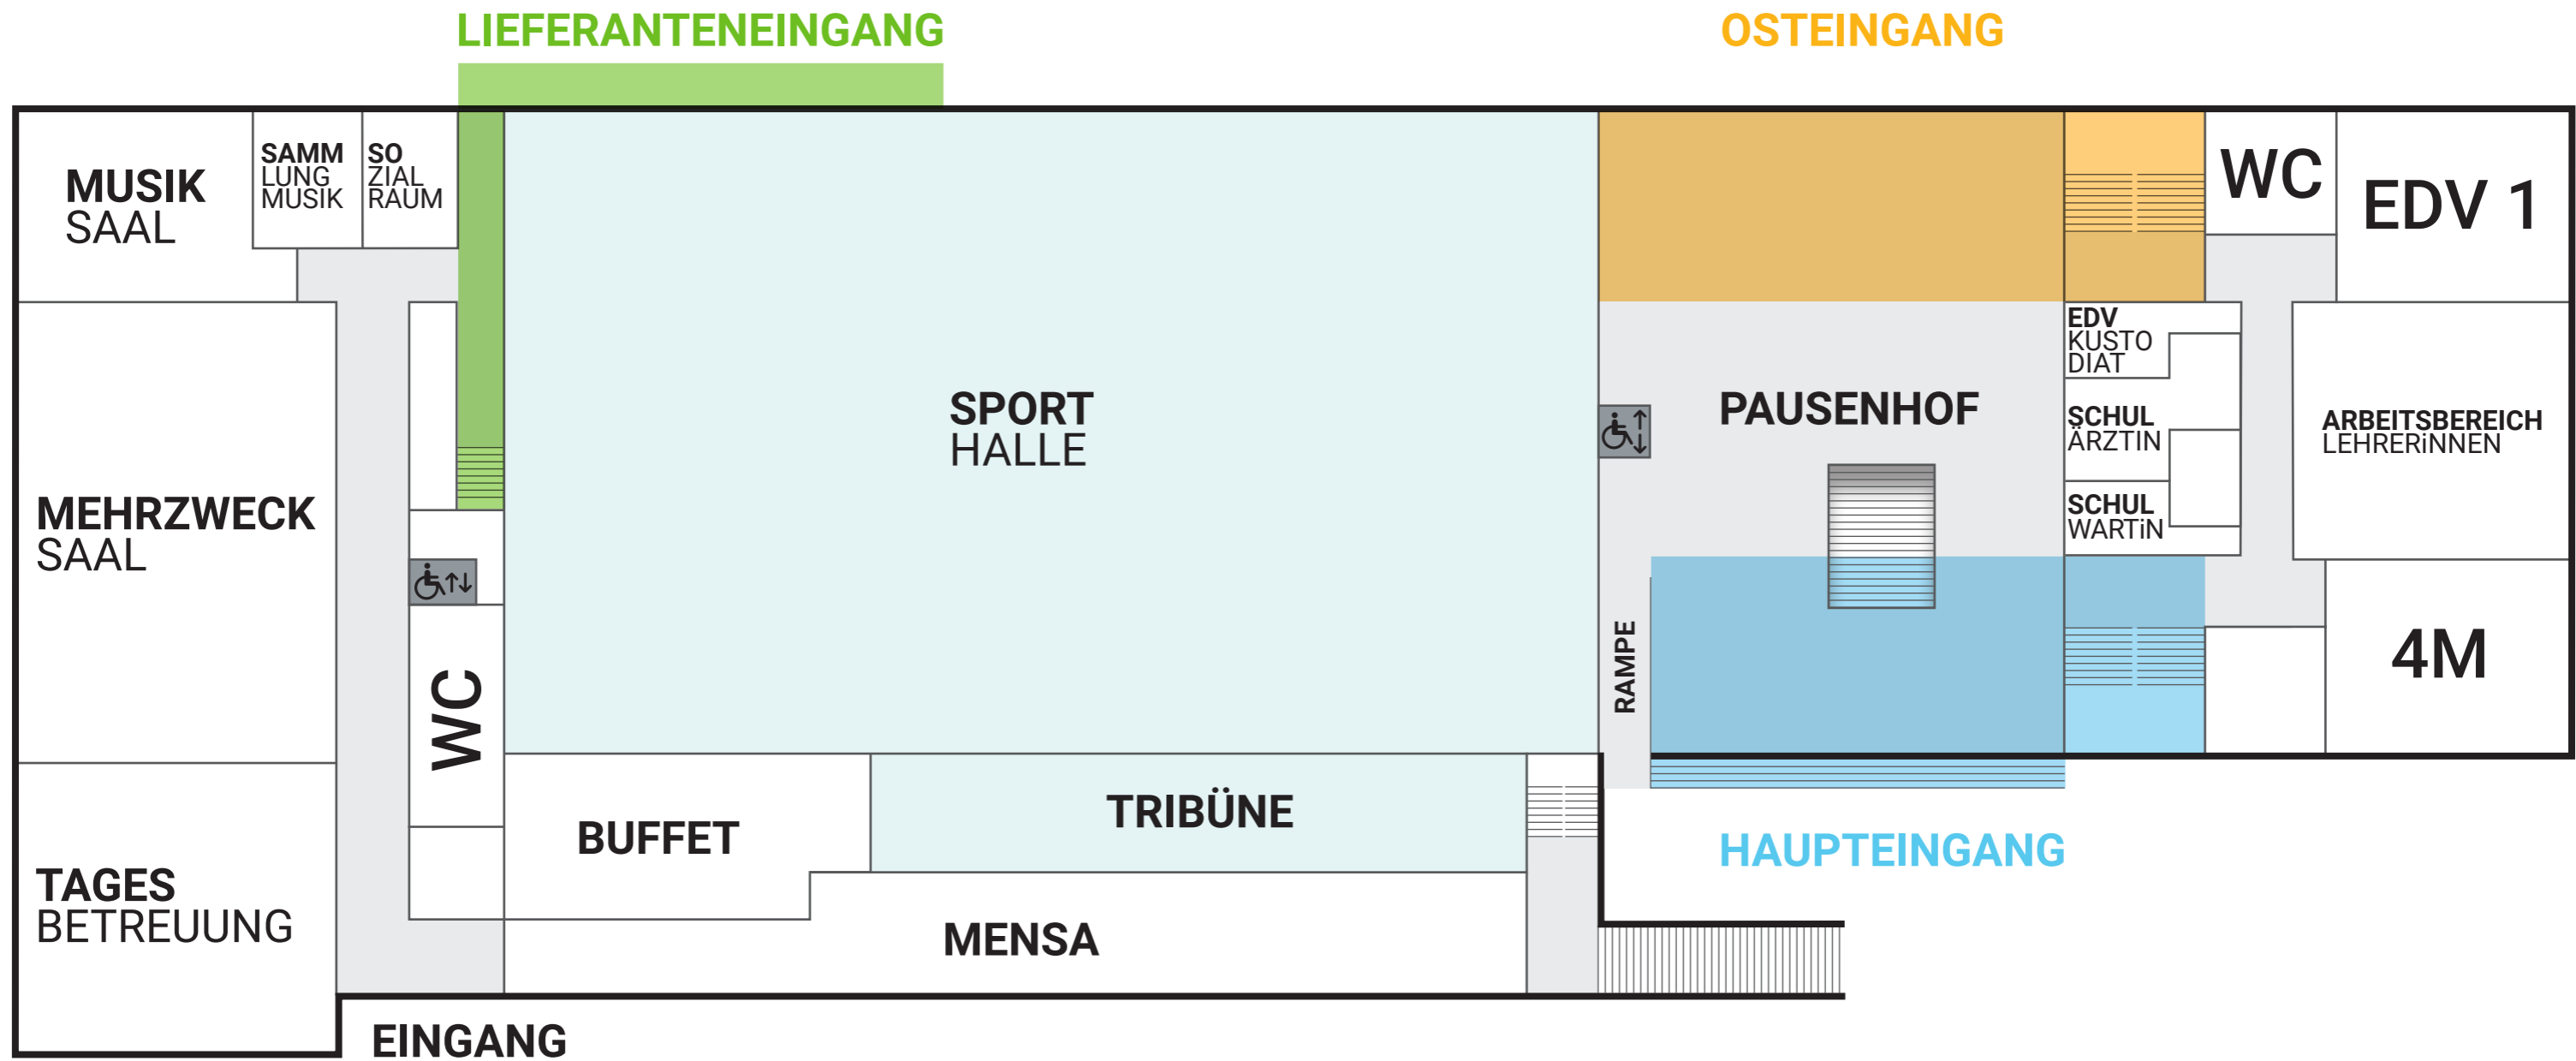 LIEFERANTENEINGANG
OSTEINGANG
MUSIK
SAAL
SAMM
LUNG
MUSIK
SO
ZIAL
RAUM
WC
EDV 1
EDV
KUSTO
DIAT
SPORT
HALLE
PAUSENHOF
SCHUL
ÄRZTIN
ARBEITSBEREICH
LEHRERiNNEN
MEHRZWECK
SAAL
SCHUL
WARTiN
RAMPE
4M
WC
BUFFET
TRIBÜNE
HAUPTEINGANG
TAGES
BETREUUNG
MENSA
EINGANG